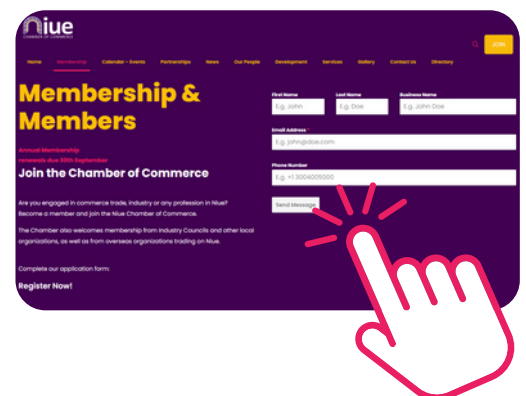 Niue
CHAMBER OF COMMERCE
JOIN
Home Membership Calendar - Events Partnerships News Our People Development Services Gallery Contact Us Directory
Membership &
Members
Annual Membership
renewals due 30th September
Join the Chamber of Commerce
Are you engaged in commerce trade, industry or any profession in Niue?
Become a member and join the Niue Chamber of Commerce.
The Chamber also welcomes membership from Industry Councils and other local
organizations, as well as from overseas organizations trading on Niue.
Complete our application form:
Register Now!
First Name Last Name Business Name
E.g. John E.g. Doe E.g. John Doe
Email Address *
E.g. john@doe.com
Phone Number
E.g. +1 3004005000
Send Message